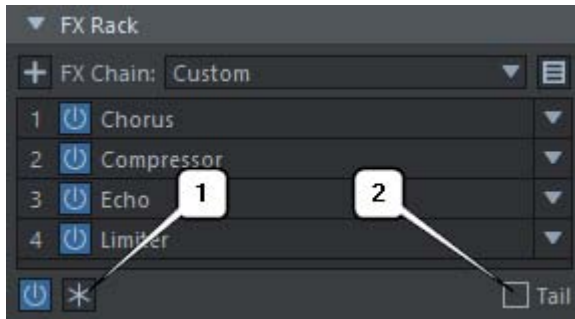 FX Rack
FX Chain: Custom
1 Chorus
2 Compressor
3 Echo
1
2
4 Limiter
Tail